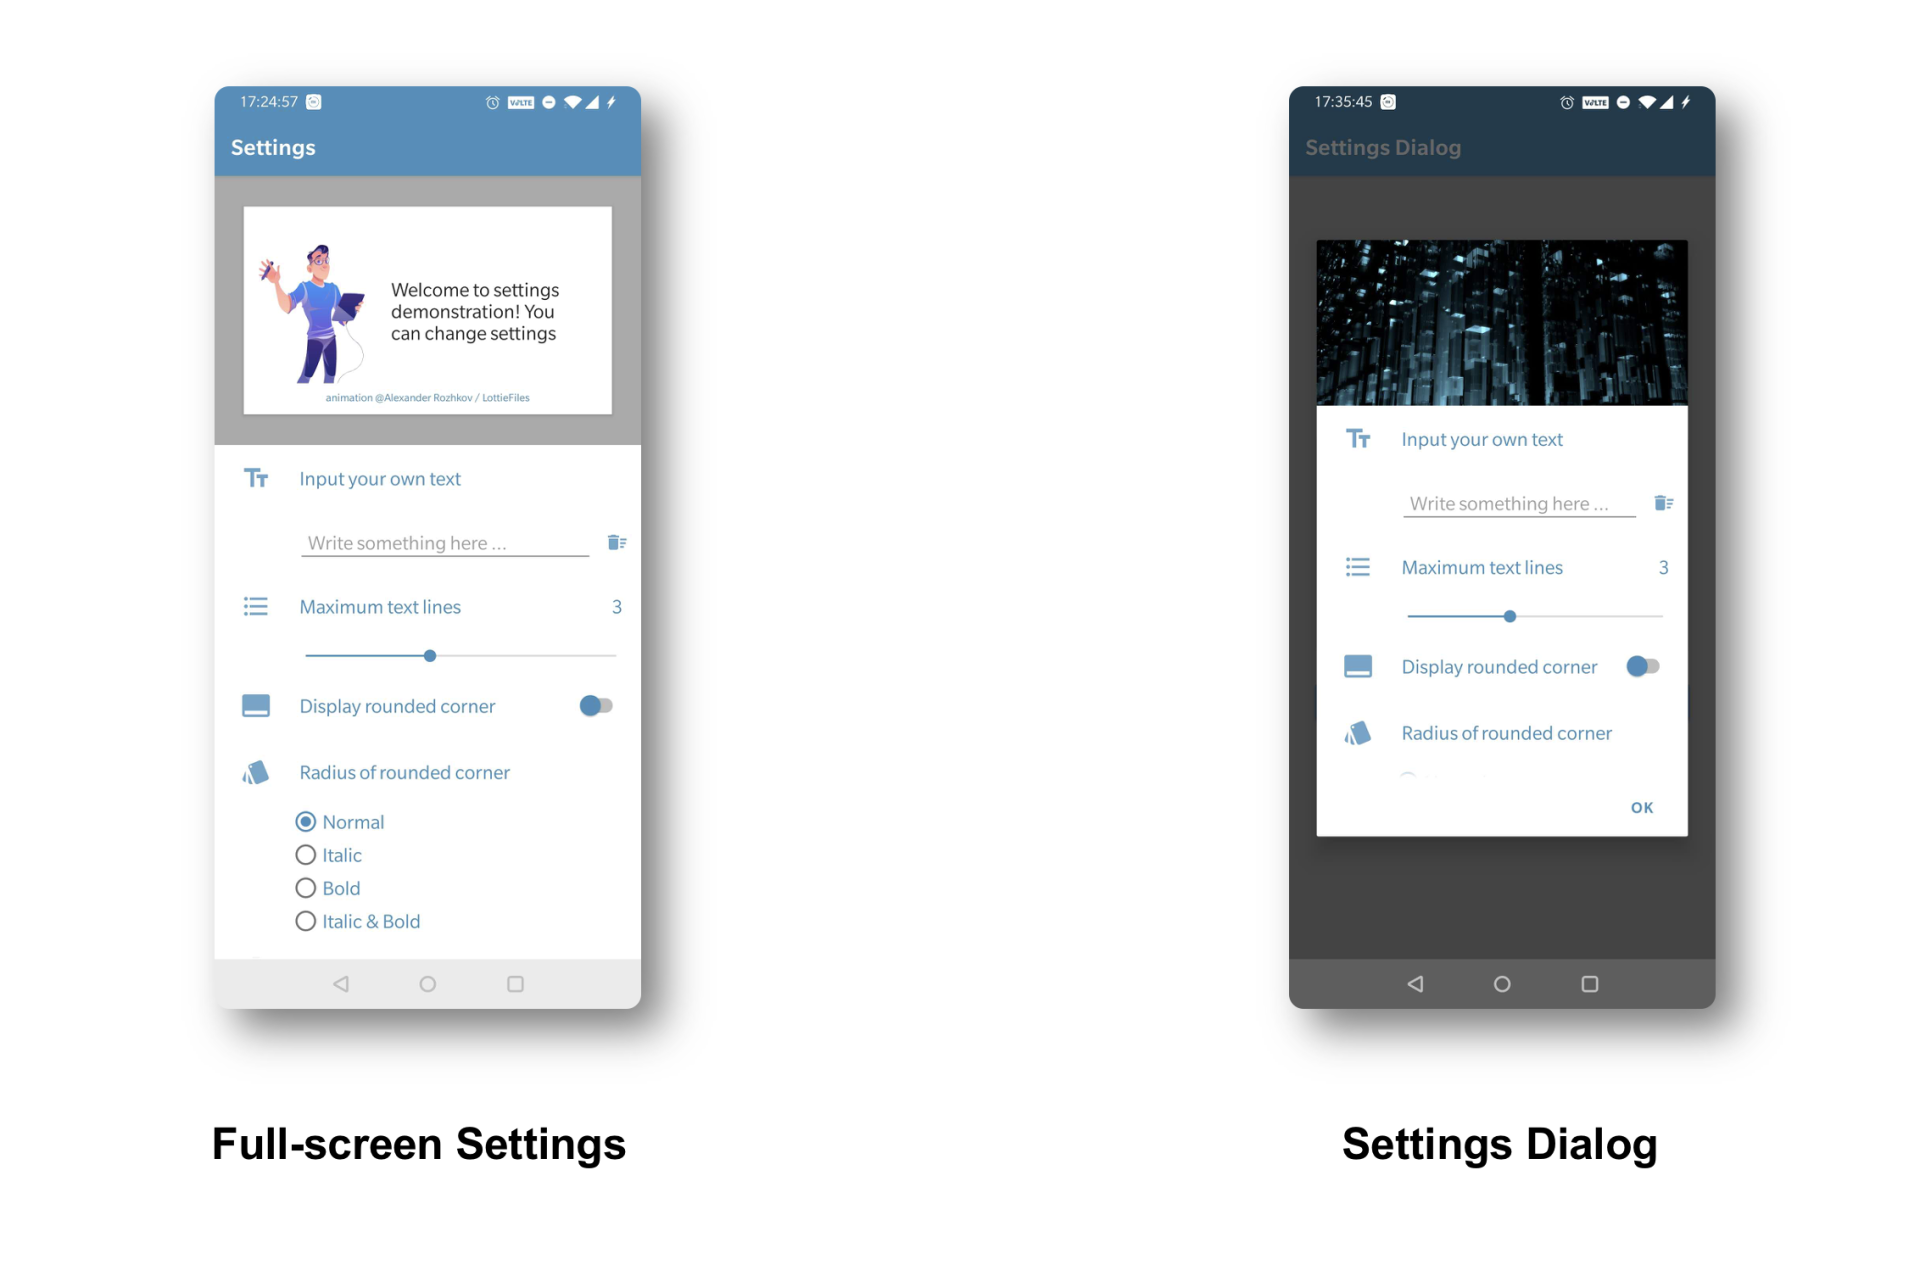 17:24:57
VoLTE
Settings
Welcome to settings
demonstration! You
can change settings
animation @Alexander Rozhkov / LottieFiles
Input your own text
Write something here ...
Maximum text lines 3
Display rounded corner
Radius of rounded corner
Normal
Italic
Bold
Italic & Bold
Full-screen Settings
17:35:45
VoLTE
Settings Dialog
Input your own text
Write something here ...
Maximum text lines 3
Display rounded corner
Radius of rounded corner
OK
Settings Dialog